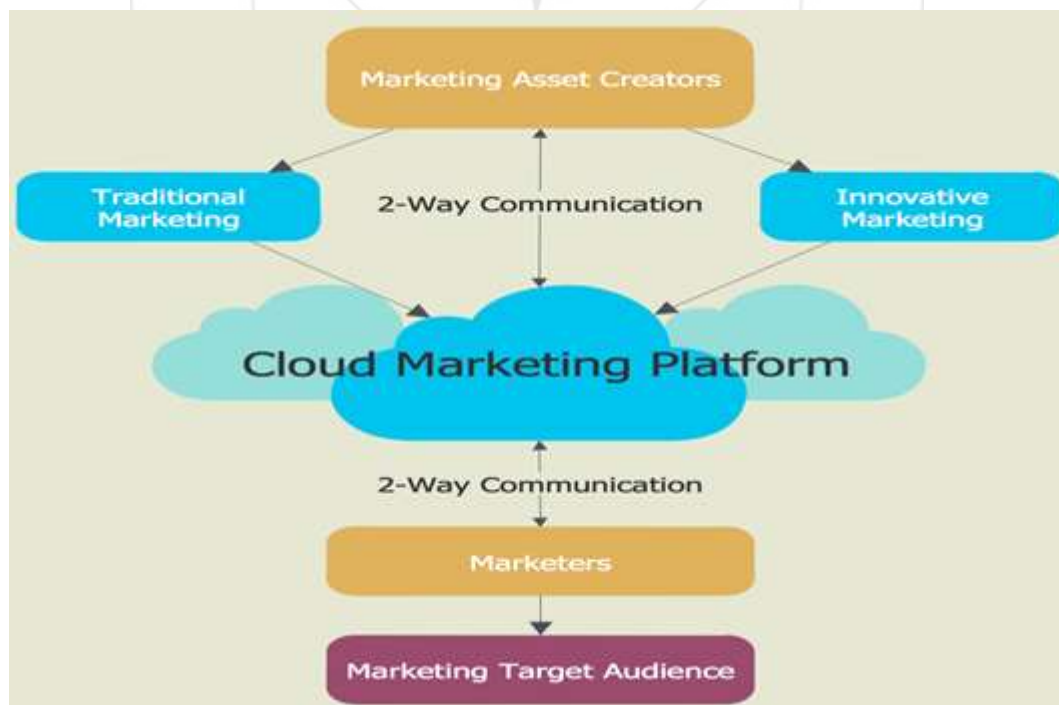 Marketing Asset Creators
Traditional
Marketing
2-Way Communication
Innovative
Marketing
Cloud Marketing Platform
2-Way Communication
Marketers
Marketing Target Audience